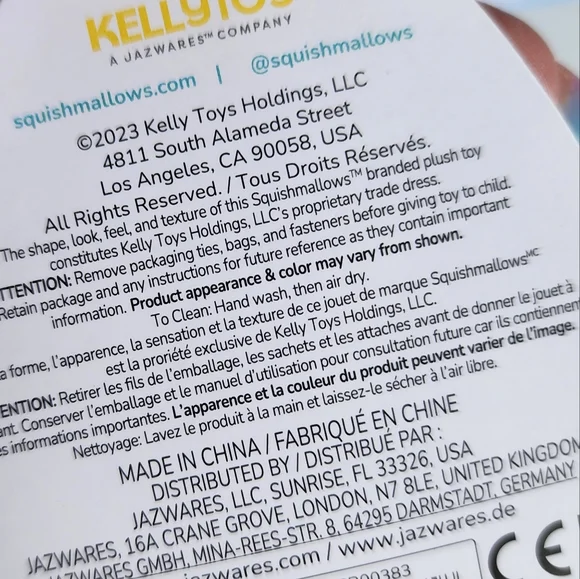 KELLYTOY
A JAZWARES™ COMPANY
squishmallows.com | @squishmallows
©2023 Kelly Toys Holdings, LLC
4811 South Alameda Street
Los Angeles, CA 90058, USA
All Rights Reserved. / Tous Droits Réservés.
The shape, look, feel, and texture of this Squishmallows™ branded plush toy
constitutes Kelly Toys Holdings, LLC's proprietary trade dress.
TTENTION: Remove packaging ties, bags, and fasteners before giving toy to child.
Retain package and any instructions for future reference as they contain important
information. Product appearance & color may vary from shown.
To Clean: Hand wash, then air dry.
a forme, l'apparence, la sensation et la texture de ce jouet de marque Squishmallows MC
est la proriété exclusive de Kelly Toys Holdings, LLC.
ENTION: Retirer les fils de l'emballage, les sachets et les attaches avant de donner le jouet à
ant. Conserver l'emballage et le manuel d'utilisation pour consultation future car ils contiennen
s informations importantes. L'apparence et la couleur du produit peuvent varier de l'image.
Nettoyage: Lavez le produit à la main et laissez-le sécher à l'air libre.
MADE IN CHINA / FABRIQUÉ EN CHINE
DISTRIBUTED BY / DISTRIBUÉ PAR :
JAZWARES, LLC, SUNRISE, FL 33326, USA
JAZWARES, 16A CRANE GROVE, LONDON, N7 8LE, UNITED KINGDOM
JAZWARES GMBH, MINA-REES-STR. 8, 64295 DARMSTADT, GERMANY
jazwares.com / www.jazwares.de
00383
CE